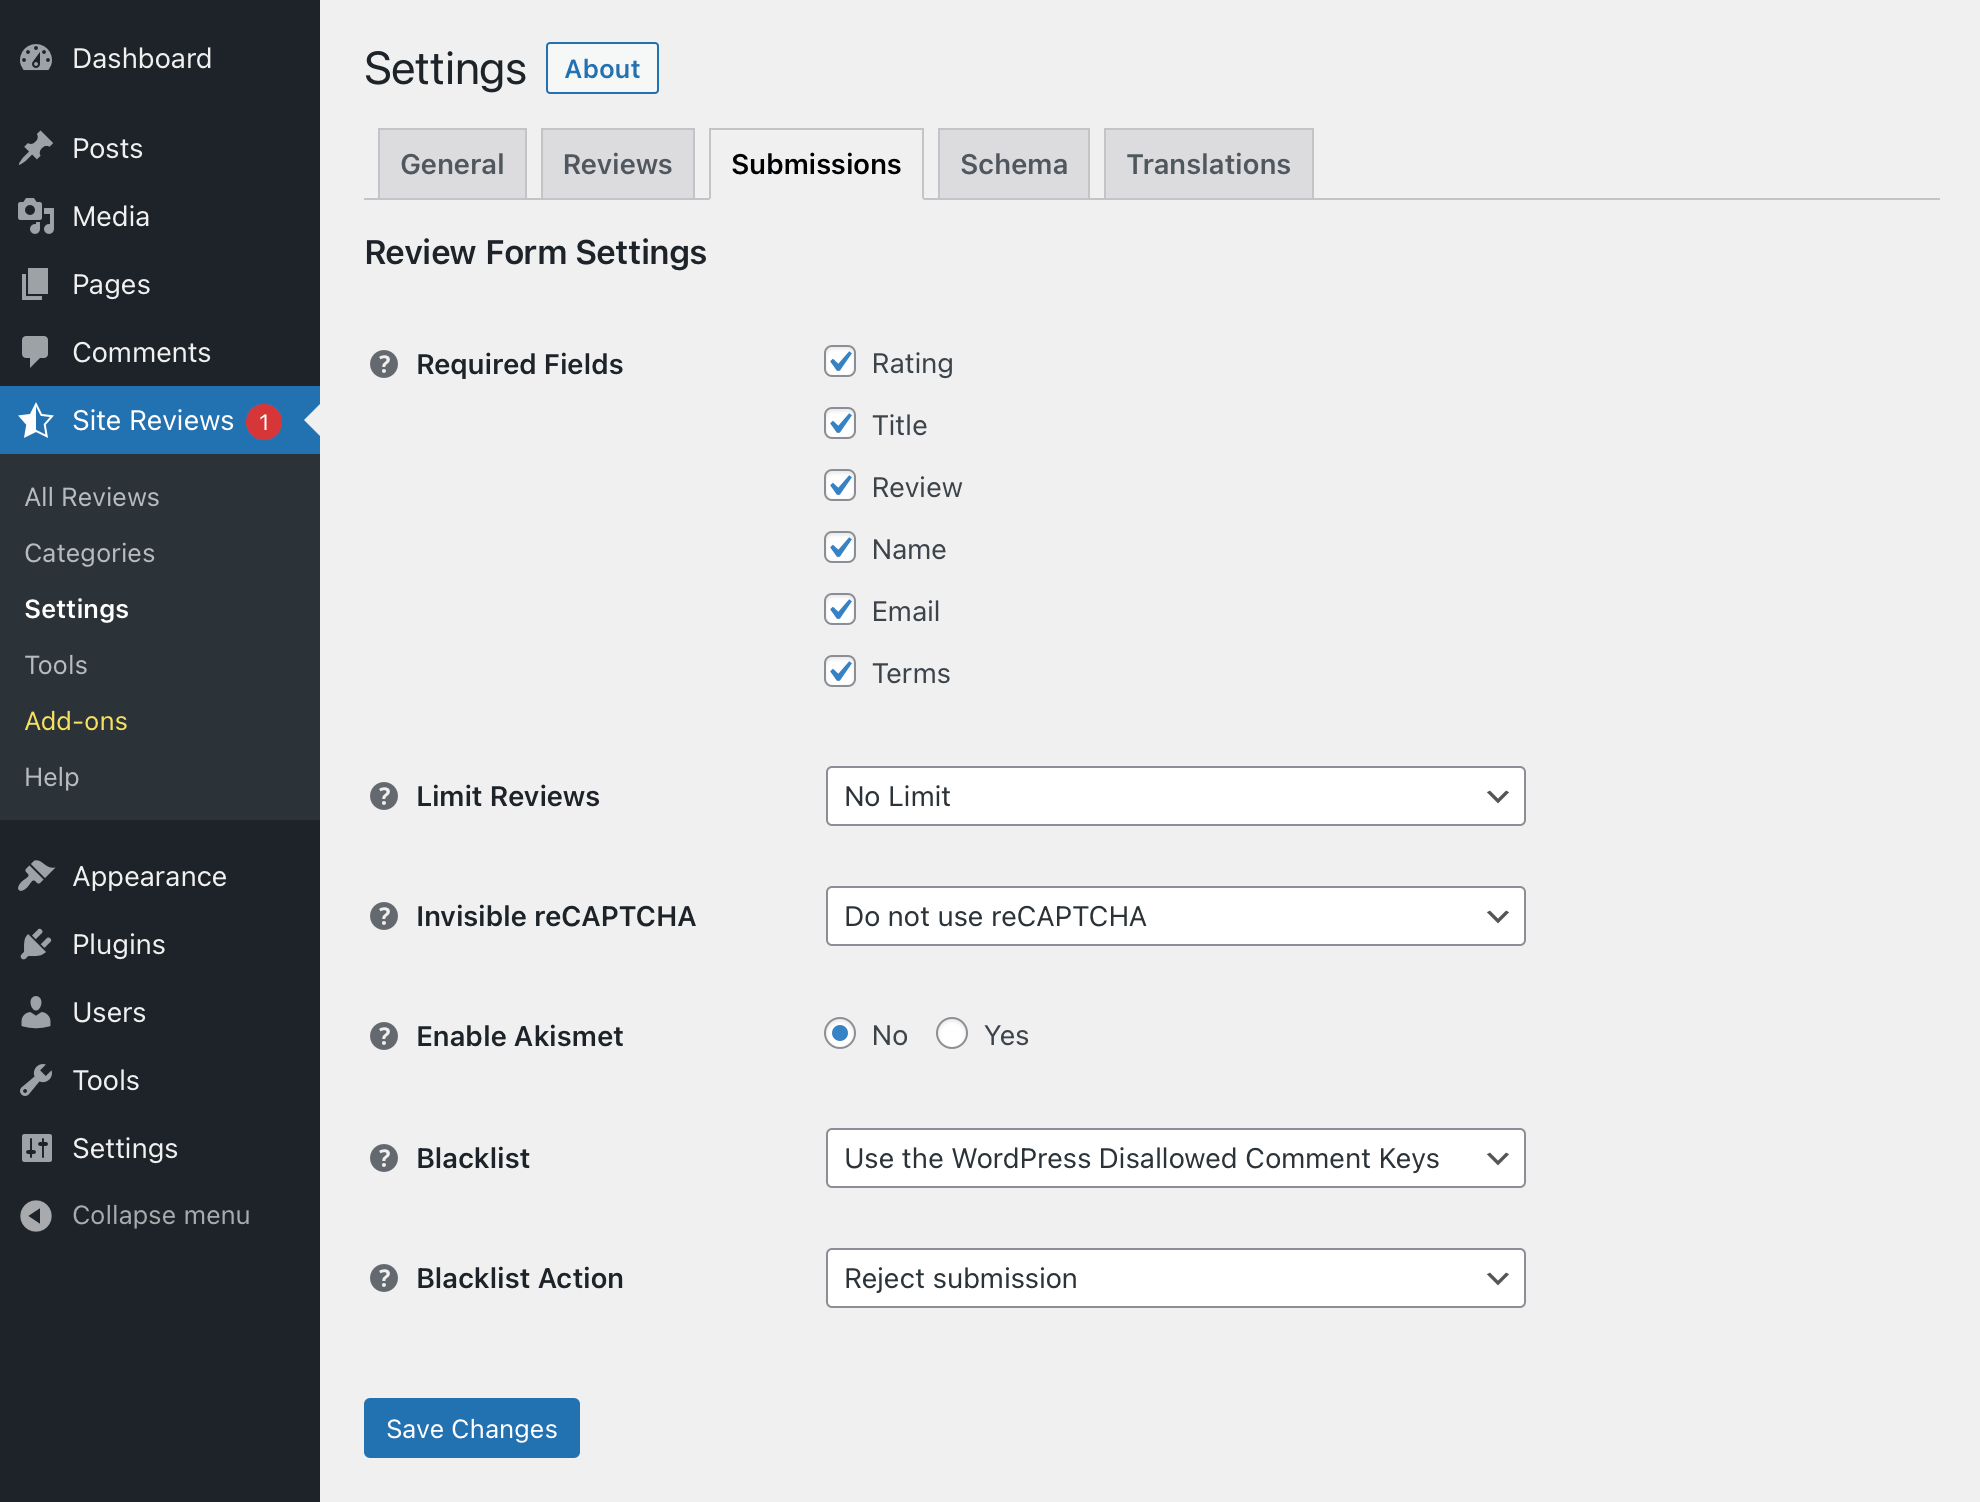 Dashboard
Posts
Media
Pages
Comments
Site Reviews 1
All Reviews
Categories
Settings
Tools
Add-ons
Help
Appearance
Plugins
Users
Tools
Settings
Collapse menu
Settings About
General Reviews Submissions Schema Translations
Review Form Settings
? Required Fields
Rating
Title
Review
Name
Email
Terms
? Limit Reviews No Limit
? Invisible reCAPTCHA Do not use reCAPTCHA
? Enable Akismet No Yes
? Blacklist Use the WordPress Disallowed Comment Keys
? Blacklist Action Reject submission
Save Changes